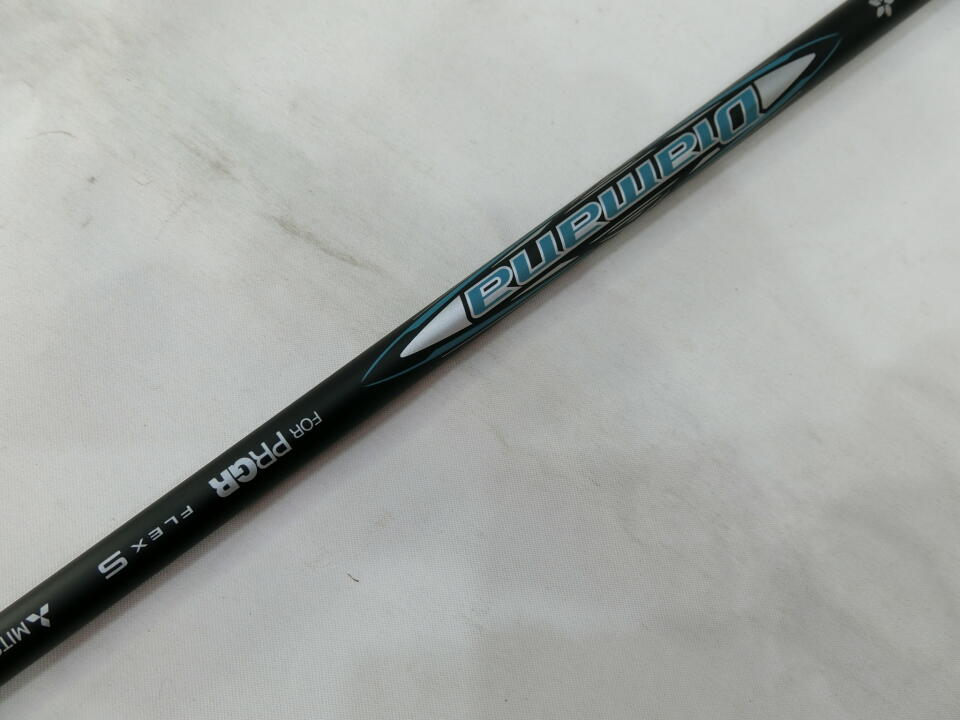 Diamana
FOR PRGR
FLEX S